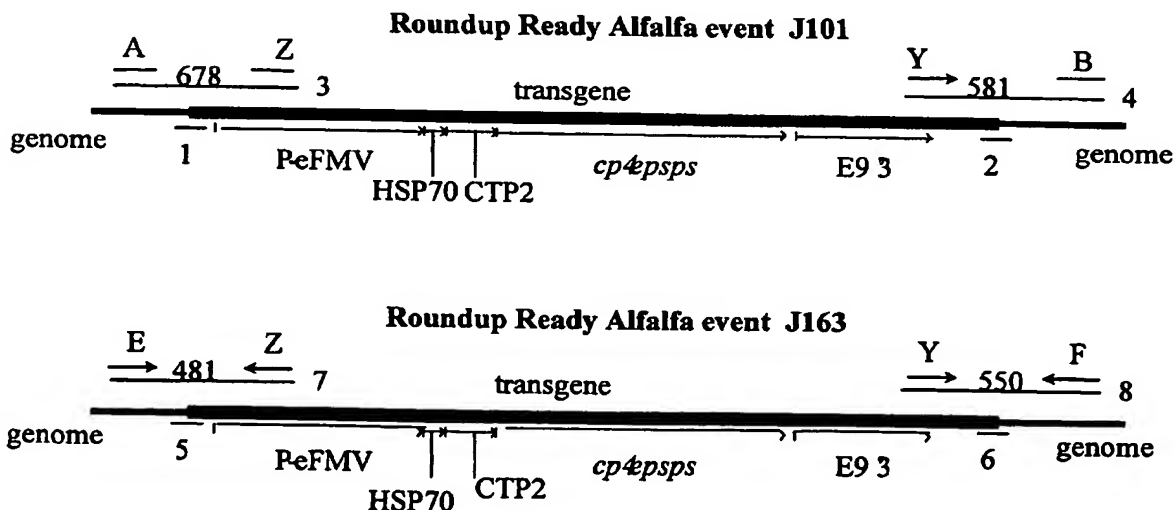 Roundup Ready Alfalfa event J101
A Z Y B
678 3 transgene 581 4
genome 1 P-eFMV cp4epsps E9 3 2 genome
HSP70 CTP2
Roundup Ready Alfalfa event J163
E Z Y F
481 7 transgene 550 8
genome 5 P-eFMV cp4epsps E9 3 6 genome
HSP70 CTP2